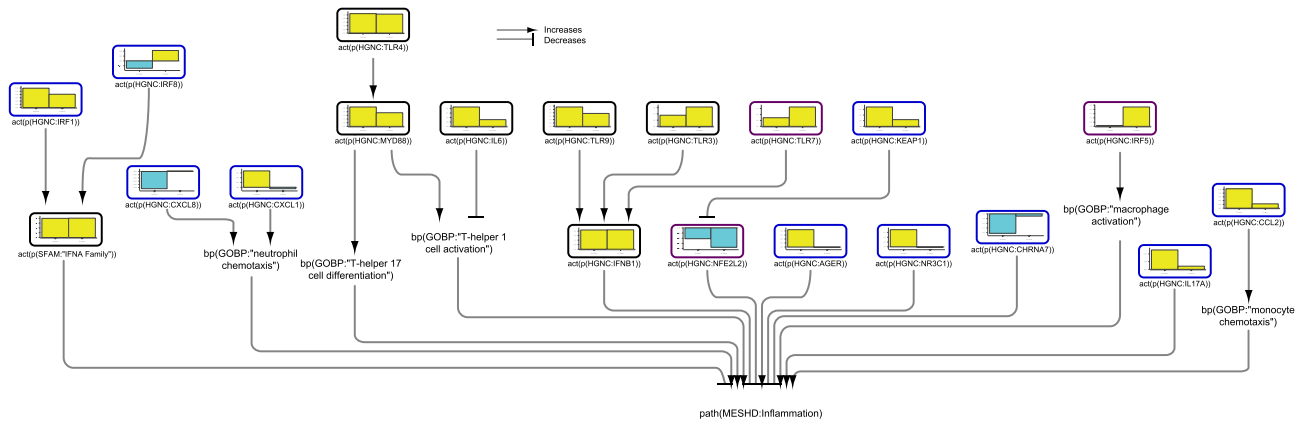 Increases
Decreases
act(p(HGNC:TLR4))
act(p(HGNC:IRF8))
act(p(HGNC:IRF1))
act(p(HGNC:MYD88))
act(p(HGNC:IL6))
act(p(HGNC:TLR9))
act(p(HGNC:TLR3))
act(p(HGNC:TLR7))
act(p(HGNC:KEAP1))
act(p(HGNC:IRF5))
act(p(HGNC:CXCL8))
act(p(HGNC:CXCL1))
act(p(SFAM:"IFNA Family"))
bp(GOBP:"neutrophil
chemotaxis")
bp(GOBP:"T-helper 17
cell differentiation")
bp(GOBP:"T-helper 1
cell activation")
act(p(HGNC:IFNB1))
act(p(HGNC:NFE2L2))
act(p(HGNC:AGER))
act(p(HGNC:NR3C1))
act(p(HGNC:CHRNA7))
bp(GOBP:"macrophage
activation")
act(p(HGNC:CCL2))
act(p(HGNC:IL17A))
bp(GOBP:"monocyte
chemotaxis")
path(MESHD:Inflammation)